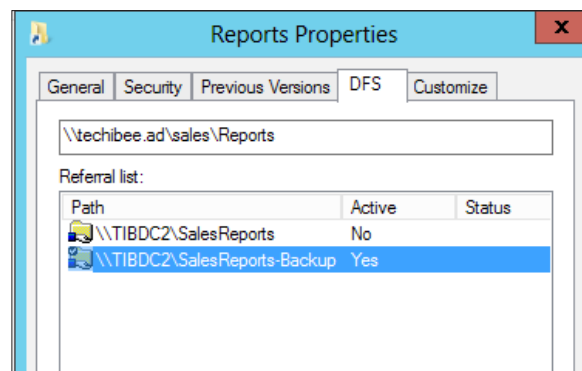 Reports Properties
x
General Security Previous Versions DFS Customize
\\techibee.ad\sales\Reports
Referral list:
Path Active Status
\\TIBDC2\SalesReports No
\\TIBDC2\SalesReports-Backup Yes